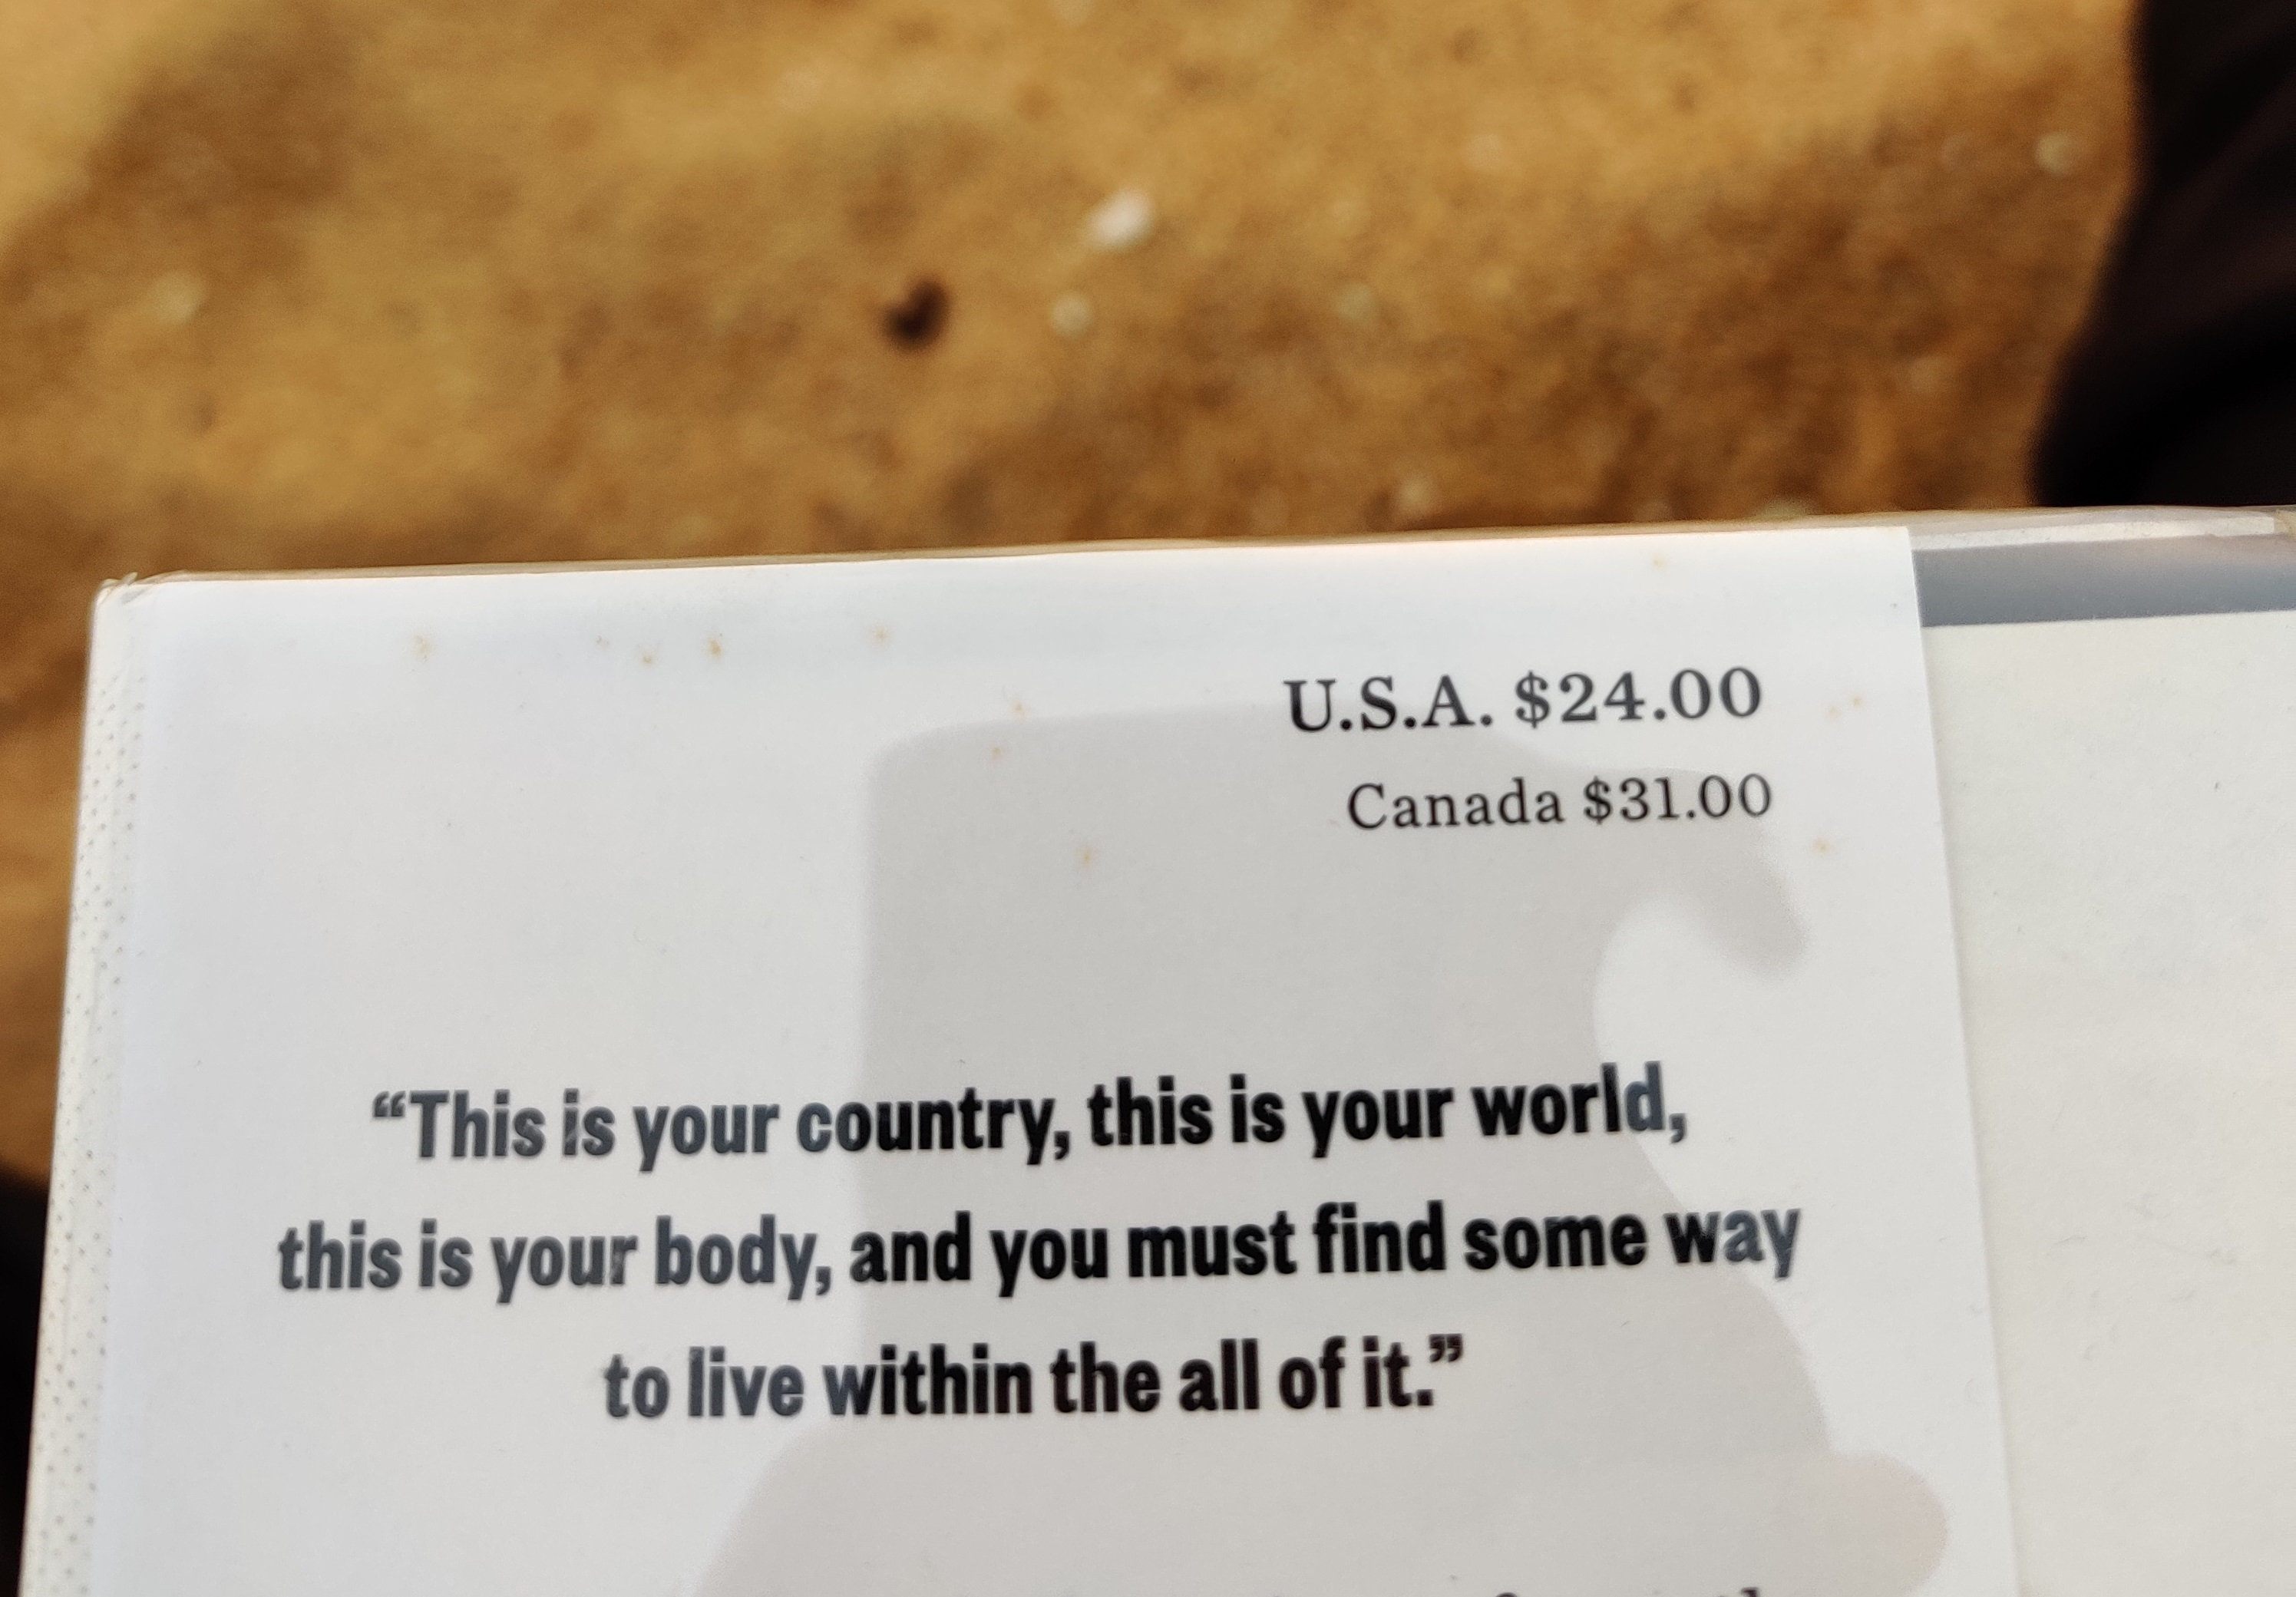 U.S.A. $24.00
Canada $31.00
“This is your country, this is your world,
this is your body, and you must find some way
to live within the all of it.”